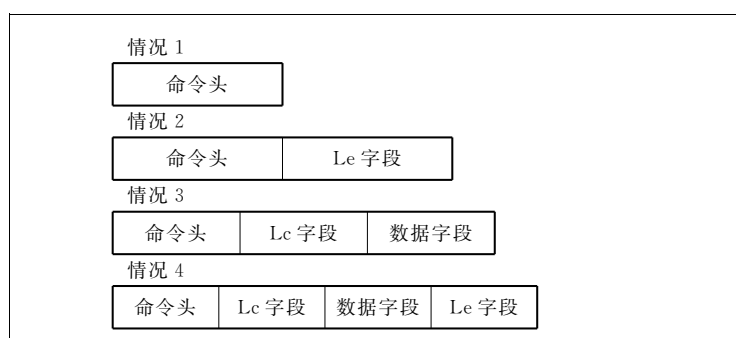 情况 1
命令头
情况 2
命令头 Le 字段
情况 3
命令头 Lc 字段 数据字段
情况 4
命令头 Lc 字段 数据字段 Le 字段